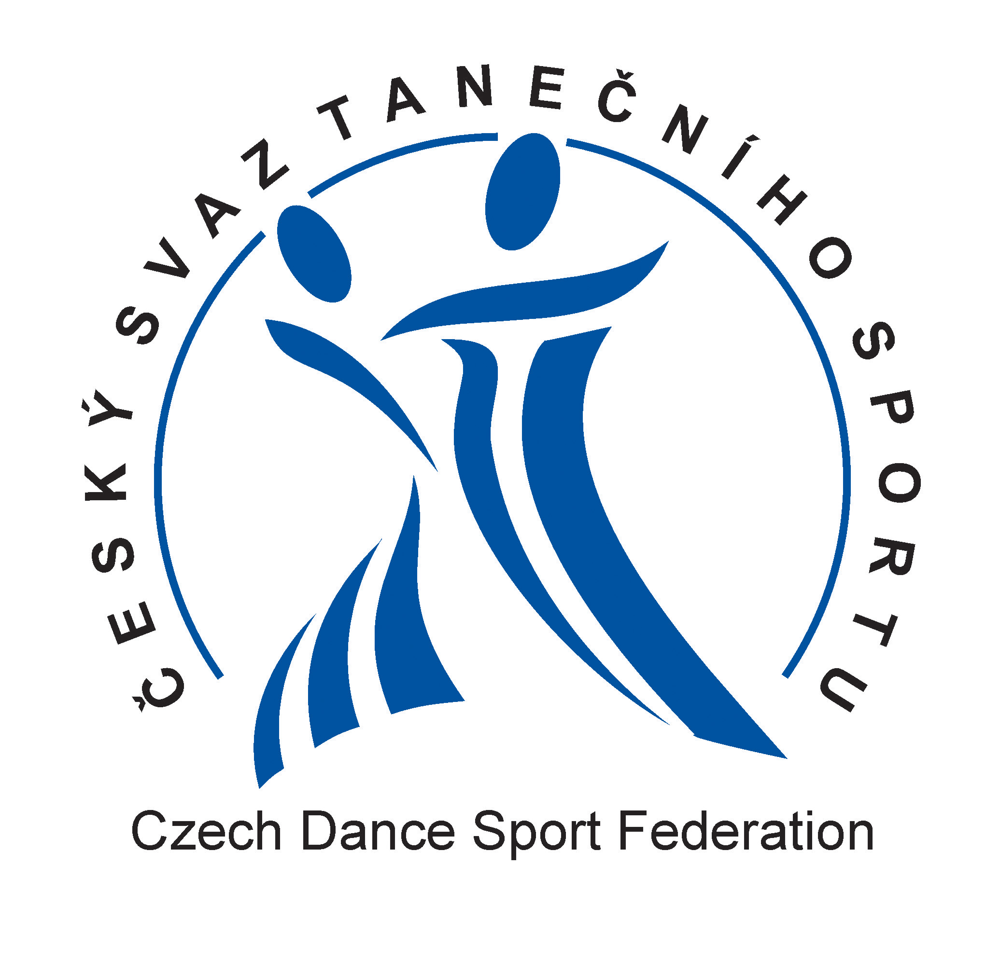 ČESKÝ SVAZ TANEČNÍHO SPORTU
Czech Dance Sport Federation